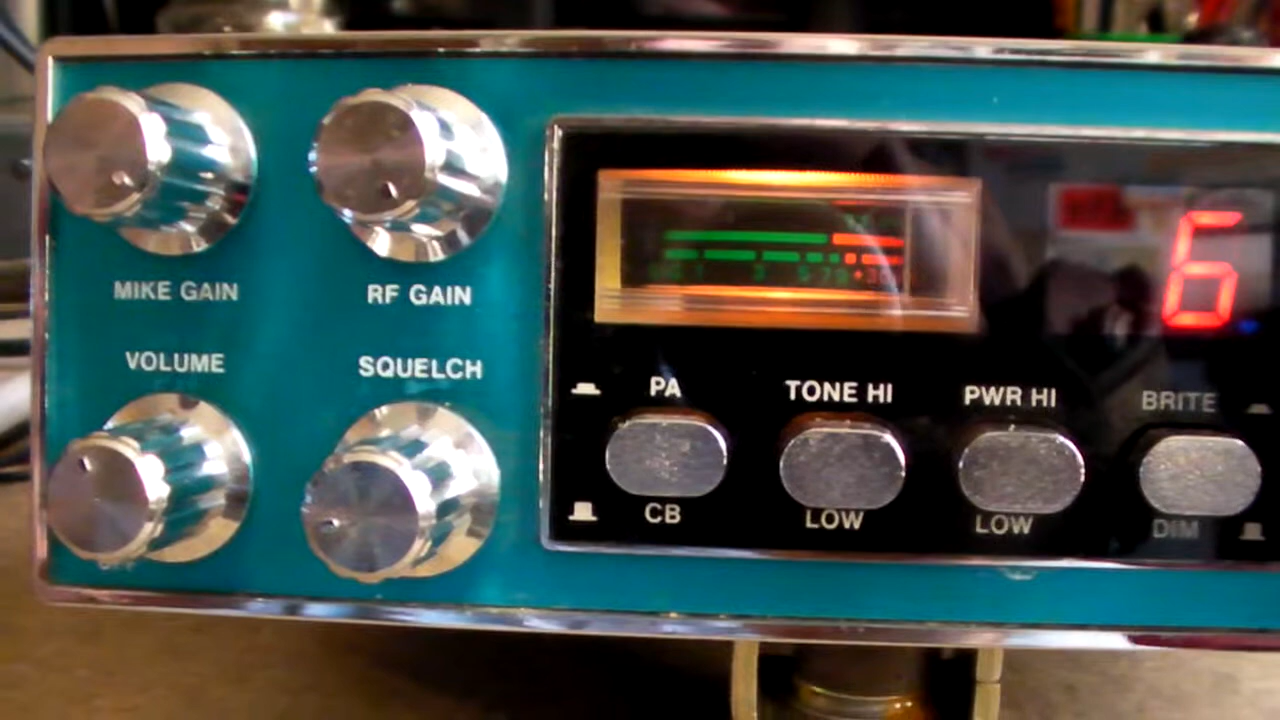 MIKE GAIN
RF GAIN
VOLUME
SQUELCH
6
PA
TONE HI
PWR HI
BRITE
CB
LOW
LOW
DIM